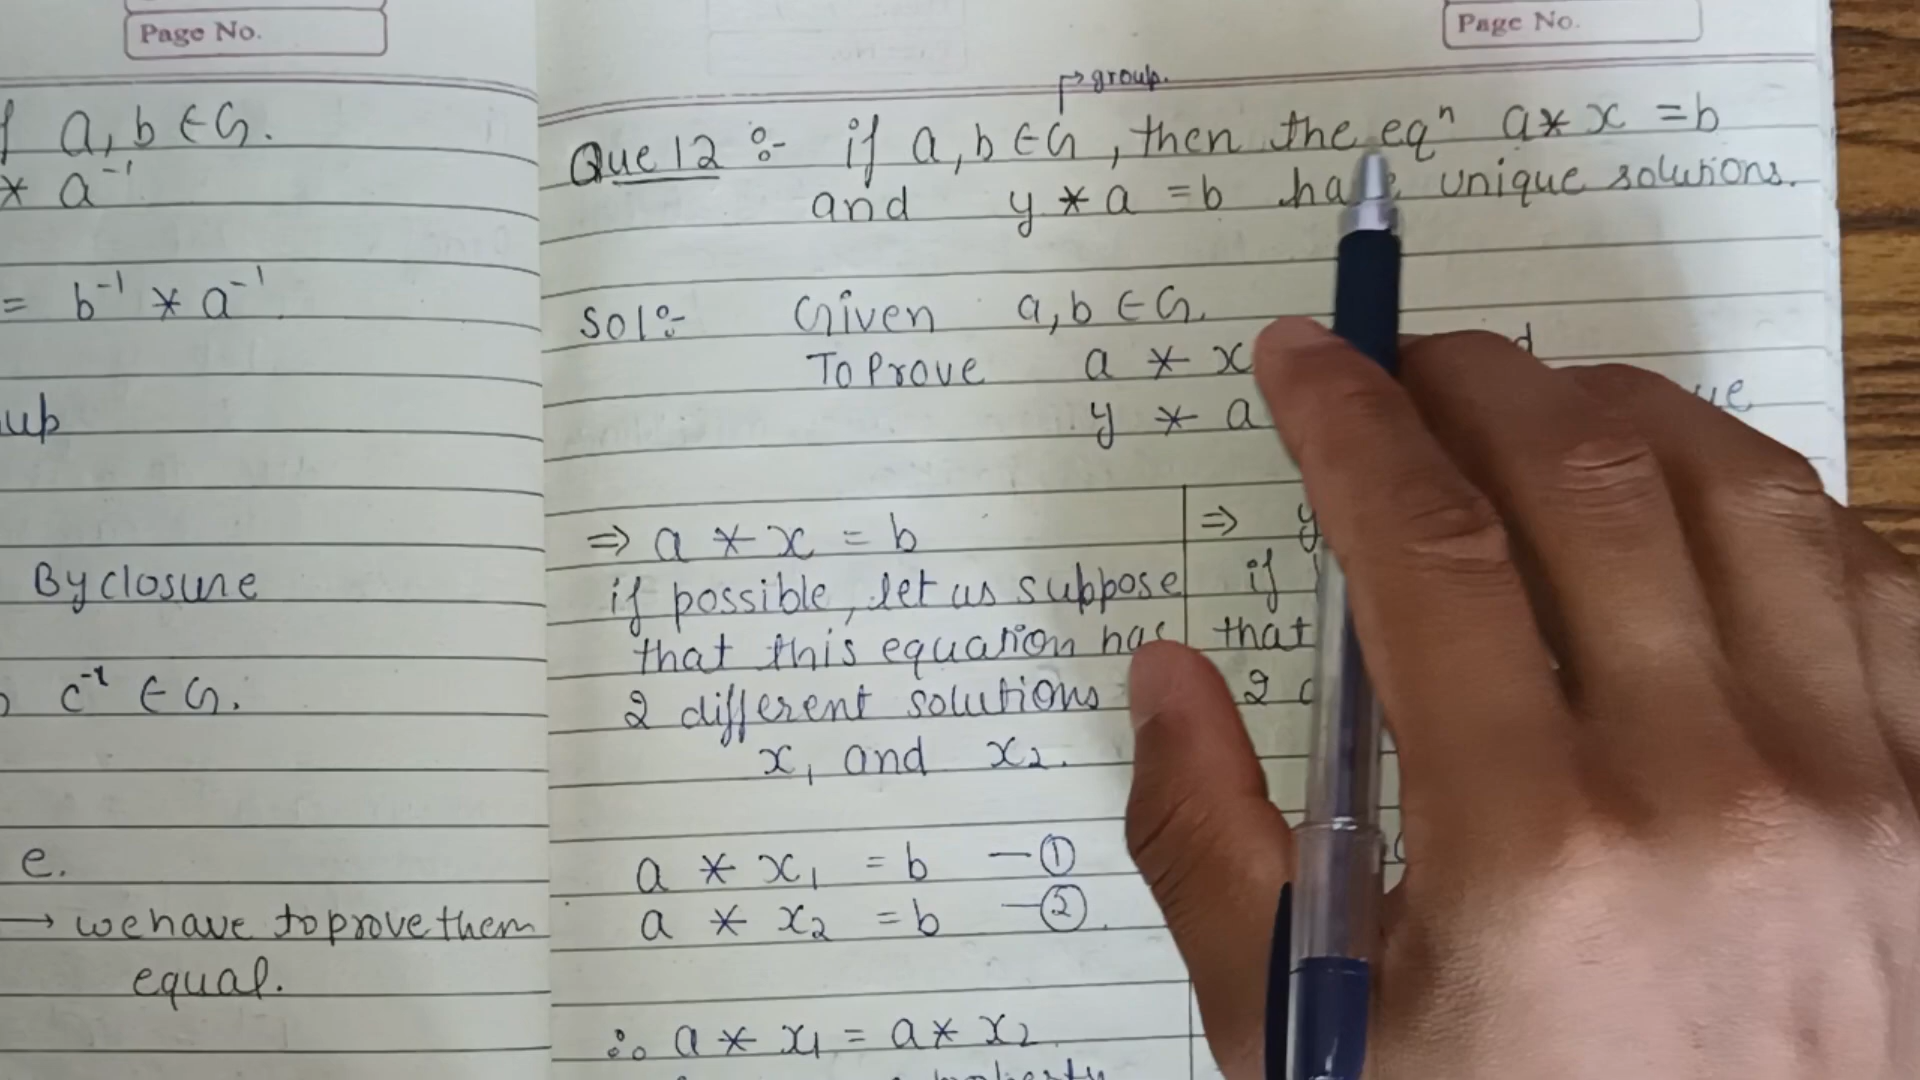 Page No.
f a, b ∈ G.
* a⁻¹
= b⁻¹ * a⁻¹
up
By closure
c⁻¹ ∈ G.
e.
→ we have to prove them
equal.
Page No.
→ group.
Que 12 :- if a, b ∈ G, then the eqⁿ a * x = b
and y * a = b have unique solutions.
Sol:- Given a, b ∈ G.
To Prove a * x
y * a
⇒ a * x = b
if possible, let us suppose
that this equation has
2 different solutions
x₁ and x₂.
a * x₁ = b —①
a * x₂ = b —②.
∴ a * x₁ = a * x₂
⇒ y
if
that
2